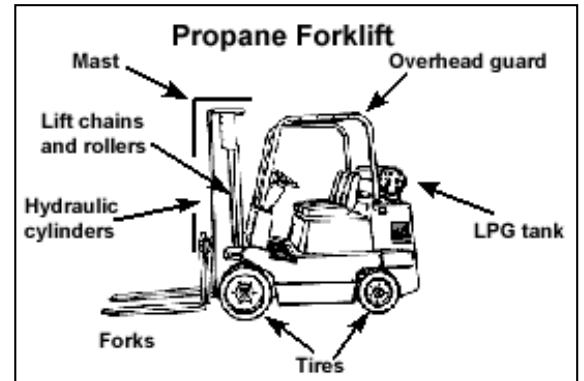 Propane Forklift
Mast
Overhead guard
Lift chains
and rollers
Hydraulic
cylinders
LPG tank
Forks
Tires